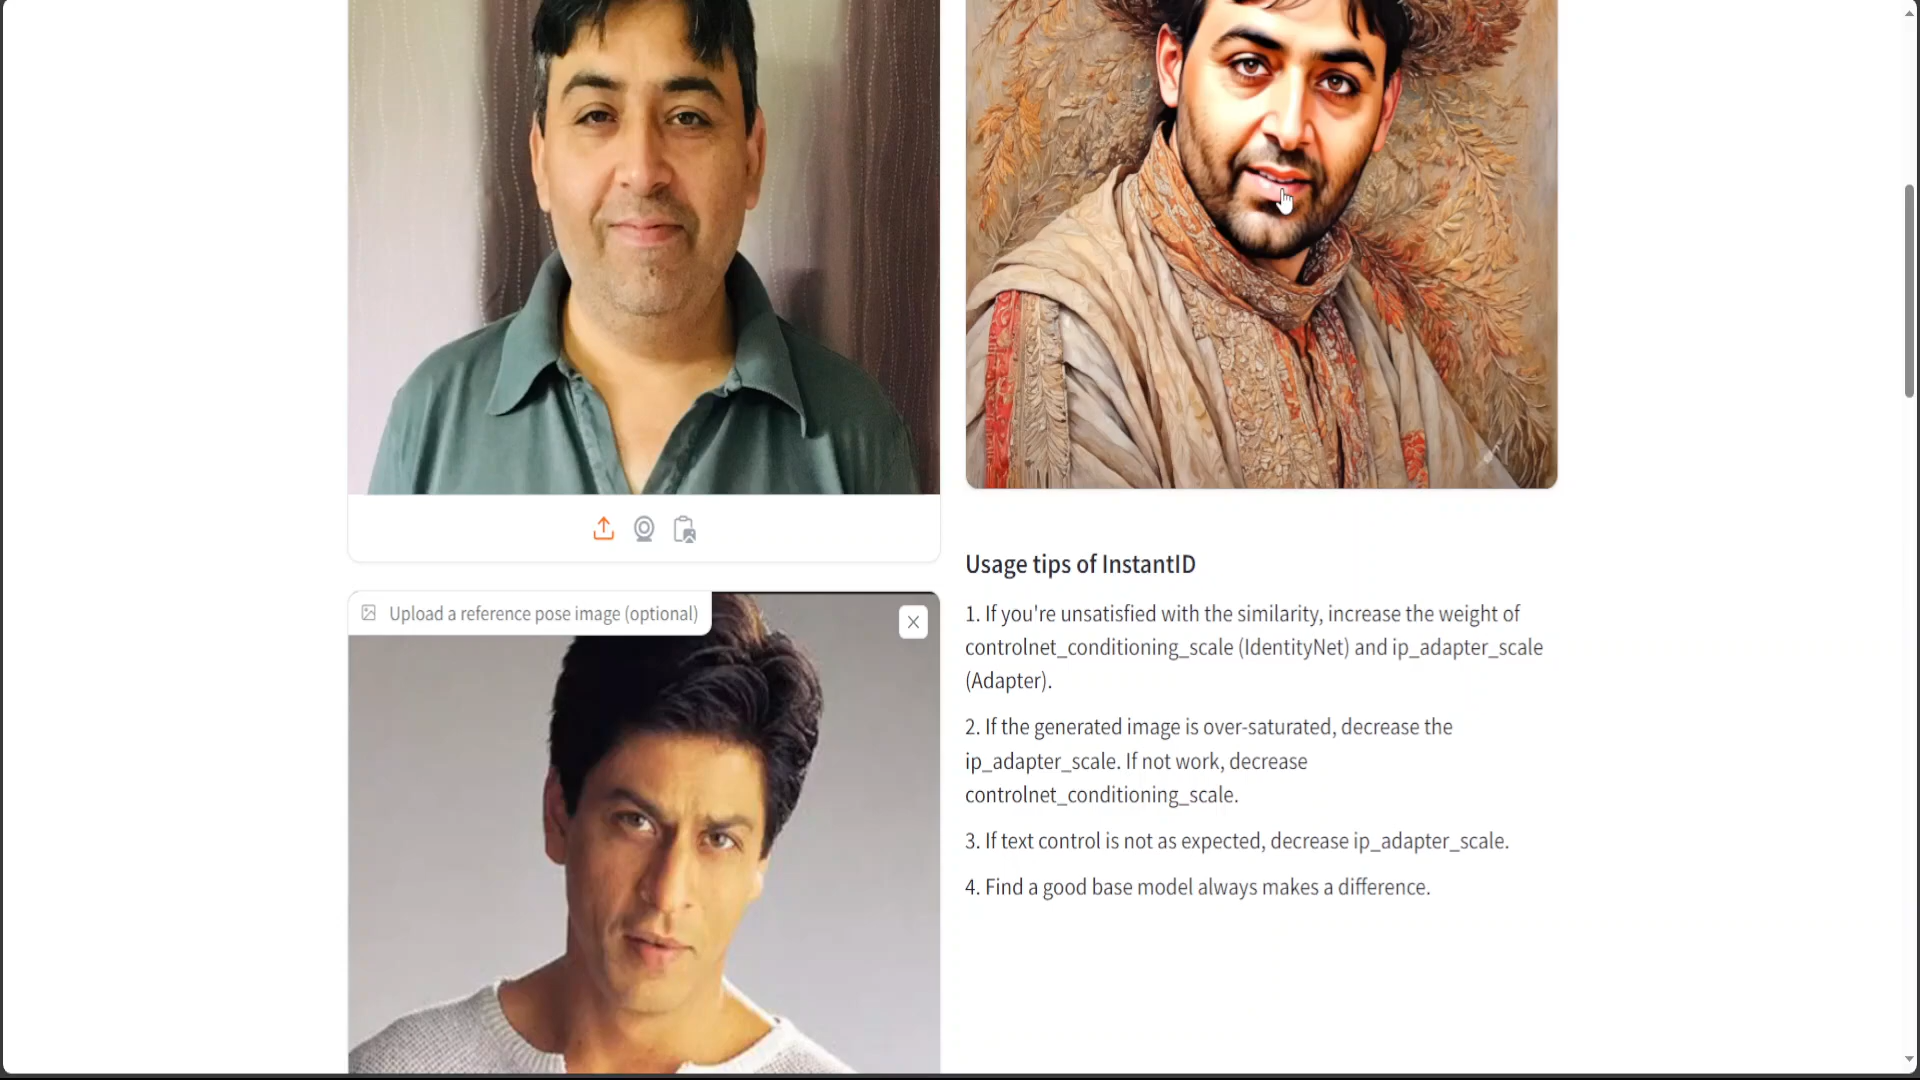 Upload a reference pose image (optional)
Usage tips of InstantID
1. If you're unsatisfied with the similarity, increase the weight of
controlnet_conditioning_scale (IdentityNet) and ip_adapter_scale
(Adapter).
2. If the generated image is over-saturated, decrease the
ip_adapter_scale. If not work, decrease
controlnet_conditioning_scale.
3. If text control is not as expected, decrease ip_adapter_scale.
4. Find a good base model always makes a difference.